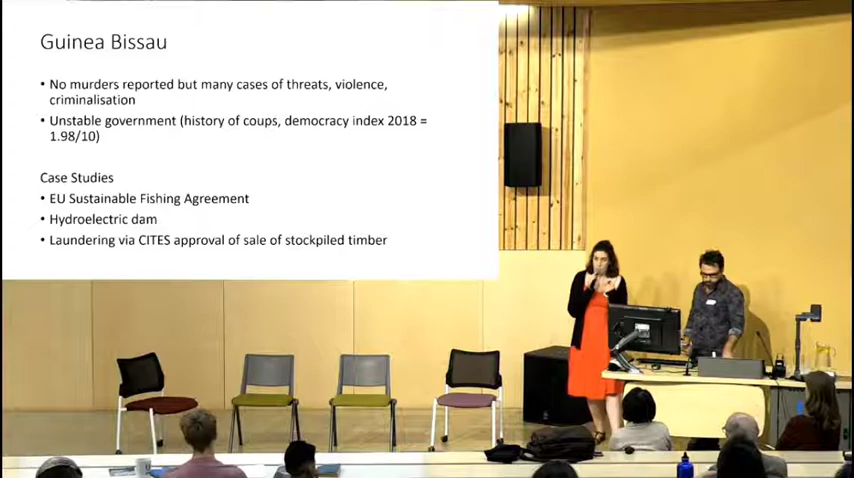 Guinea Bissau
• No murders reported but many cases of threats, violence,
criminalisation
• Unstable government (history of coups, democracy index 2018 =
1.98/10)
Case Studies
• EU Sustainable Fishing Agreement
• Hydroelectric dam
• Laundering via CITES approval of sale of stockpiled timber